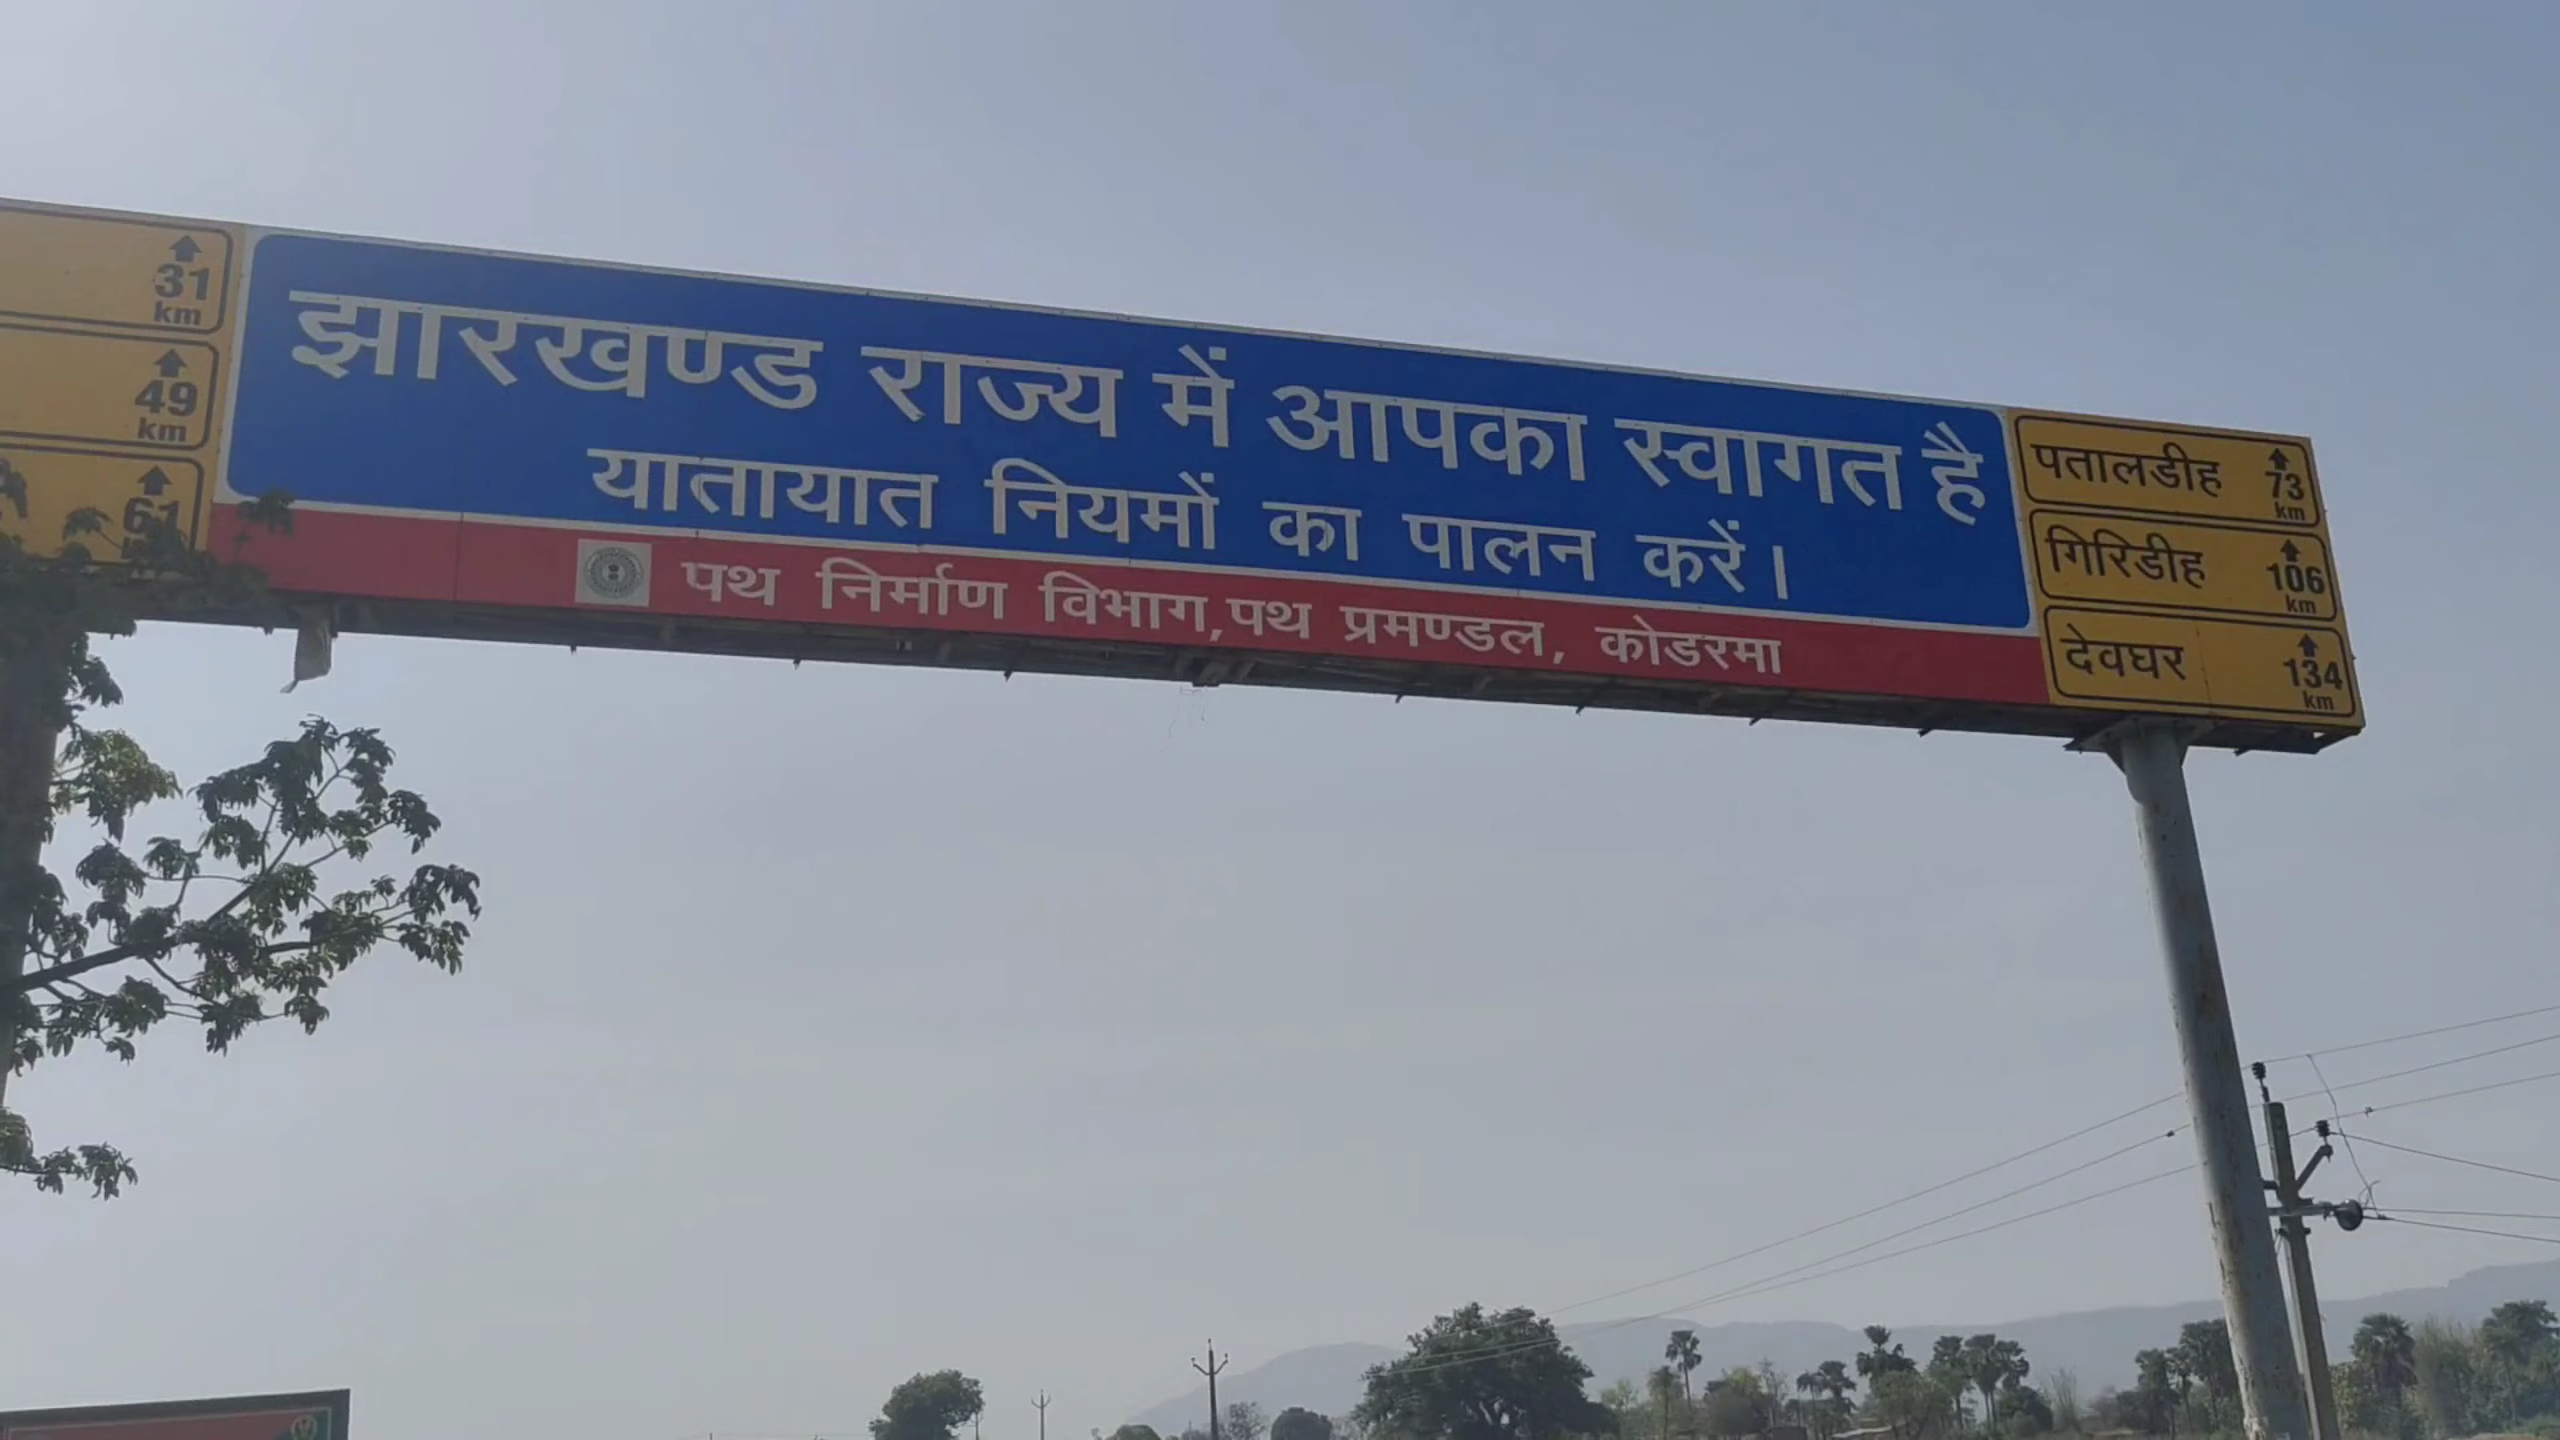 31
km
49
km
61
झारखण्ड राज्य में आपका स्वागत है
यातायात नियमों का पालन करें।
पथ निर्माण विभाग, पथ प्रमण्डल, कोडरमा
पतालडीह 73
km
गिरिडीह 106
km
देवघर 134
km